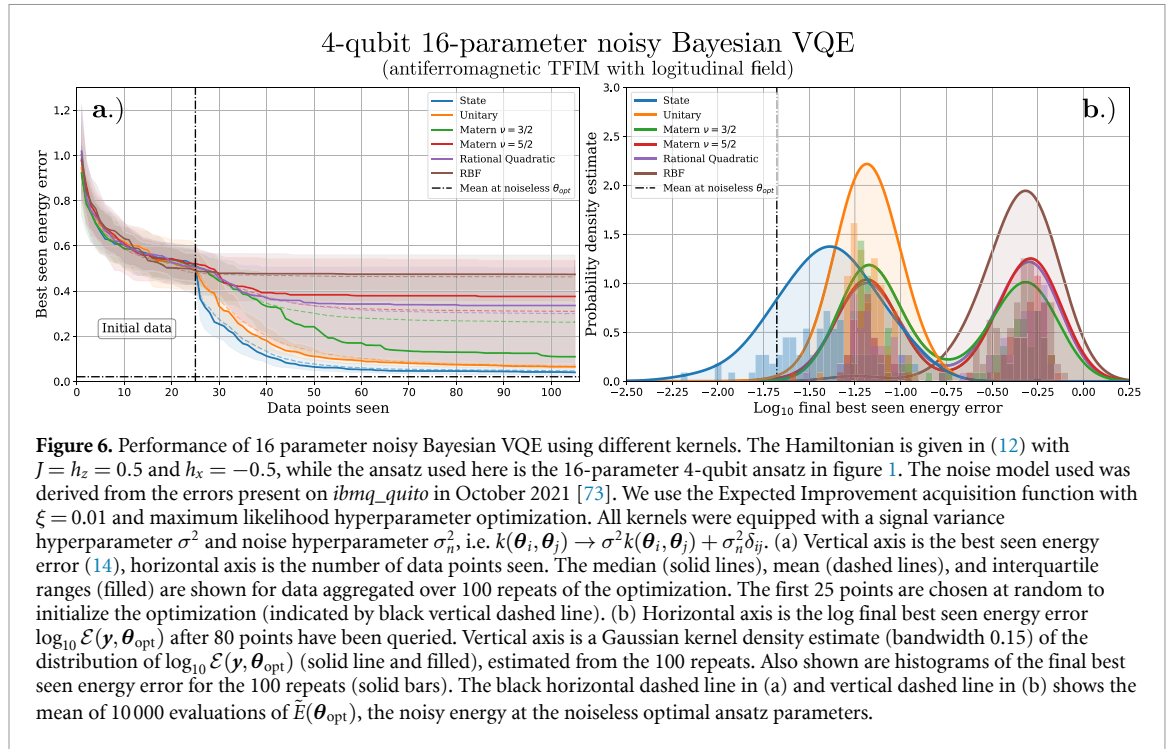 4-qubit 16-parameter noisy Bayesian VQE
(antiferromagnetic TFIM with logitudinal field)
a.)
State
Unitary
Matern ν = 3/2
Matern ν = 5/2
Rational Quadratic
RBF
Mean at noiseless θ_opt
Initial data
Best seen energy error
0.0
0.2
0.4
0.6
0.8
1.0
1.2
0 10 20 30 40 50 60 70 80 90 100
Data points seen
b.)
State
Unitary
Matern ν = 3/2
Matern ν = 5/2
Rational Quadratic
RBF
Mean at noiseless θ_opt
Probability density estimate
0.0
0.5
1.0
1.5
2.0
2.5
3.0
−2.50 −2.25 −2.00 −1.75 −1.50 −1.25 −1.00 −0.75 −0.50 −0.25 0.00 0.25
Log₁₀ final best seen energy error
Figure 6. Performance of 16 parameter noisy Bayesian VQE using different kernels. The Hamiltonian is given in (12) with
J = h_z = 0.5 and h_x = −0.5, while the ansatz used here is the 16-parameter 4-qubit ansatz in figure 1. The noise model used was
derived from the errors present on ibmq_quito in October 2021 [73]. We use the Expected Improvement acquisition function with
ξ = 0.01 and maximum likelihood hyperparameter optimization. All kernels were equipped with a signal variance
hyperparameter σ² and noise hyperparameter σ_n², i.e. k(θ_i, θ_j) → σ²k(θ_i, θ_j) + σ_n²δ_ij. (a) Vertical axis is the best seen energy
error (14), horizontal axis is the number of data points seen. The median (solid lines), mean (dashed lines), and interquartile
ranges (filled) are shown for data aggregated over 100 repeats of the optimization. The first 25 points are chosen at random to
initialize the optimization (indicated by black vertical dashed line). (b) Horizontal axis is the log final best seen energy error
log₁₀ ℰ(y, θ_opt) after 80 points have been queried. Vertical axis is a Gaussian kernel density estimate (bandwidth 0.15) of the
distribution of log₁₀ ℰ(y, θ_opt) (solid line and filled), estimated from the 100 repeats. Also shown are histograms of the final best
seen energy error for the 100 repeats (solid bars). The black horizontal dashed line in (a) and vertical dashed line in (b) shows the
mean of 10 000 evaluations of Ẽ(θ_opt), the noisy energy at the noiseless optimal ansatz parameters.